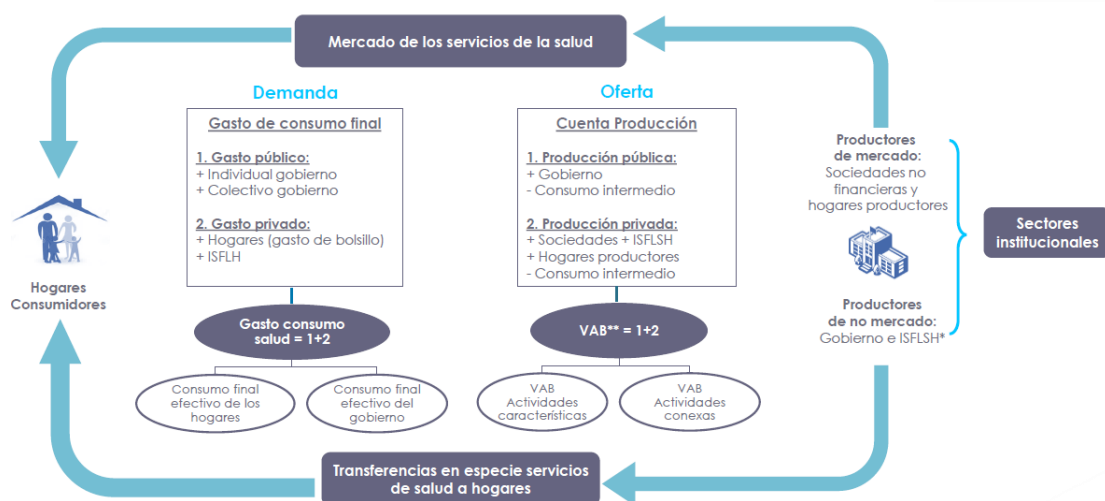 Mercado de los servicios de la salud
Demanda
Gasto de consumo final
1. Gasto público:
+ Individual gobierno
+ Colectivo gobierno
2. Gasto privado:
+ Hogares (gasto de bolsillo)
+ ISFLH
Gasto consumo
salud = 1+2
Consumo final
efectivo de los
hogares
Consumo final
efectivo del
gobierno
Oferta
Cuenta Producción
1. Producción pública:
+ Gobierno
- Consumo intermedio
2. Producción privada:
+ Sociedades + ISFLSH
+ Hogares productores
- Consumo intermedio
VAB** = 1+2
VAB
Actividades
características
VAB
Actividades
conexas
Hogares
Consumidores
Productores
de mercado:
Sociedades no
financieras y
hogares productores
Productores
de no mercado:
Gobierno e ISFLSH*
Sectores
institucionales
Transferencias en especie servicios
de salud a hogares